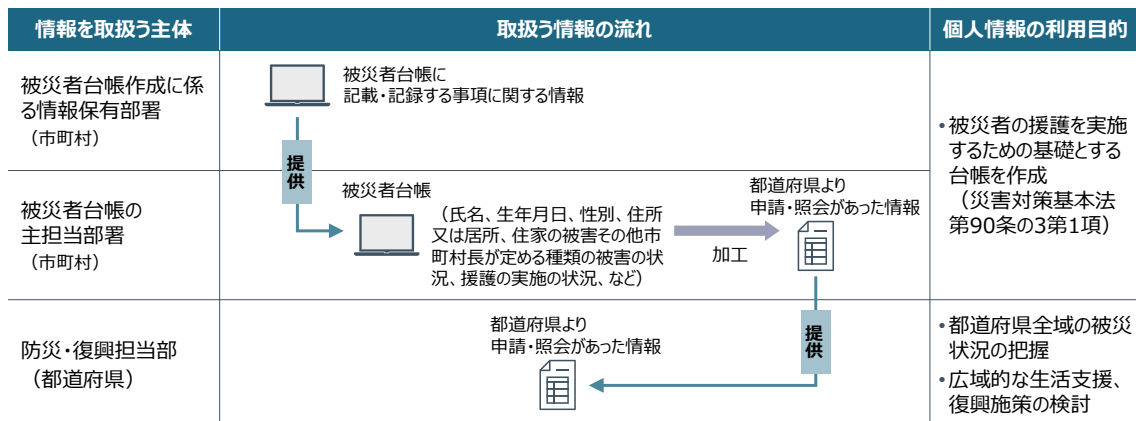 情報を取扱う主体
取扱う情報の流れ
個人情報の利用目的
被災者台帳作成に係
る情報保有部署
（市町村）
被災者台帳に
記載・記録する事項に関する情報
提供
被災者台帳の
主担当部署
（市町村）
被災者台帳
（氏名、生年月日、性別、住所
又は居所、住家の被害その他市
町村長が定める種類の被害の状
況、援護の実施の状況、など）
加工
都道府県より
申請・照会があった情報
・被災者の援護を実施
するための基礎とする
台帳を作成
（災害対策基本法
第90条の3第1項）
提供
防災・復興担当部
（都道府県）
都道府県より
申請・照会があった情報
・都道府県全域の被災
状況の把握
・広域的な生活支援、
復興施策の検討